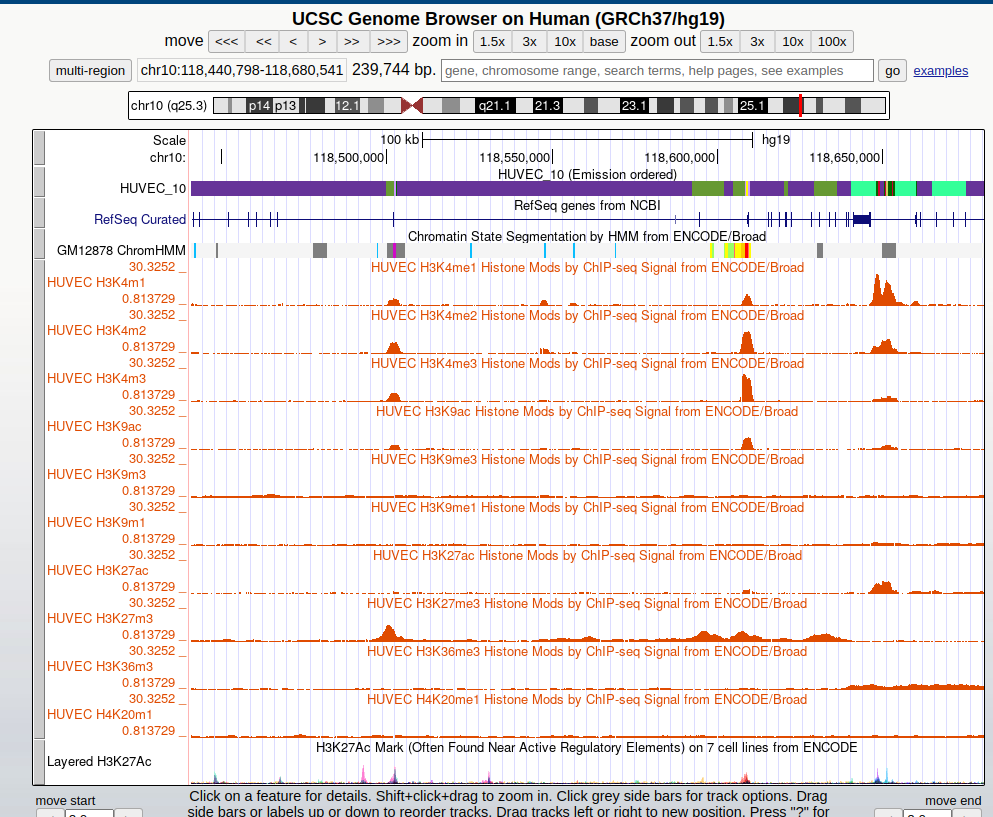 UCSC Genome Browser on Human (GRCh37/hg19)
move <<< << < > >> >>> zoom in 1.5x 3x 10x base zoom out 1.5x 3x 10x 100x
multi-region chr10:118,440,798-118,680,541 239,744 bp. gene, chromosome range, search terms, help pages, see examples go examples
chr10 (q25.3) p14 p13 12.1 q21.1 21.3 23.1 25.1
Scale 100 kb hg19
chr10: 118,500,000 118,550,000 118,600,000 118,650,000
HUVEC_10 (Emission ordered)
HUVEC_10
RefSeq genes from NCBI
RefSeq Curated
Chromatin State Segmentation by HMM from ENCODE/Broad
GM12878 ChromHMM
30.3252 _ HUVEC H3K4me1 Histone Mods by ChIP-seq Signal from ENCODE/Broad
HUVEC H3K4m1
0.813729 _
30.3252 _ HUVEC H3K4me2 Histone Mods by ChIP-seq Signal from ENCODE/Broad
HUVEC H3K4m2
0.813729 _
30.3252 _ HUVEC H3K4me3 Histone Mods by ChIP-seq Signal from ENCODE/Broad
HUVEC H3K4m3
0.813729 _
30.3252 _ HUVEC H3K9ac Histone Mods by ChIP-seq Signal from ENCODE/Broad
HUVEC H3K9ac
0.813729 _
30.3252 _ HUVEC H3K9me3 Histone Mods by ChIP-seq Signal from ENCODE/Broad
HUVEC H3K9m3
0.813729 _
30.3252 _ HUVEC H3K9me1 Histone Mods by ChIP-seq Signal from ENCODE/Broad
HUVEC H3K9m1
0.813729 _
30.3252 _ HUVEC H3K27ac Histone Mods by ChIP-seq Signal from ENCODE/Broad
HUVEC H3K27ac
0.813729 _
30.3252 _ HUVEC H3K27me3 Histone Mods by ChIP-seq Signal from ENCODE/Broad
HUVEC H3K27m3
0.813729 _
30.3252 _ HUVEC H3K36me3 Histone Mods by ChIP-seq Signal from ENCODE/Broad
HUVEC H3K36m3
0.813729 _
30.3252 _ HUVEC H4K20me1 Histone Mods by ChIP-seq Signal from ENCODE/Broad
HUVEC H4K20m1
0.813729 _
H3K27Ac Mark (Often Found Near Active Regulatory Elements) on 7 cell lines from ENCODE
Layered H3K27Ac
move start Click on a feature for details. Shift+click+drag to zoom in. Click grey side bars for track options. Drag move end
side bars or labels up or down to reorder tracks. Drag tracks left or right to new position. Press "?" for